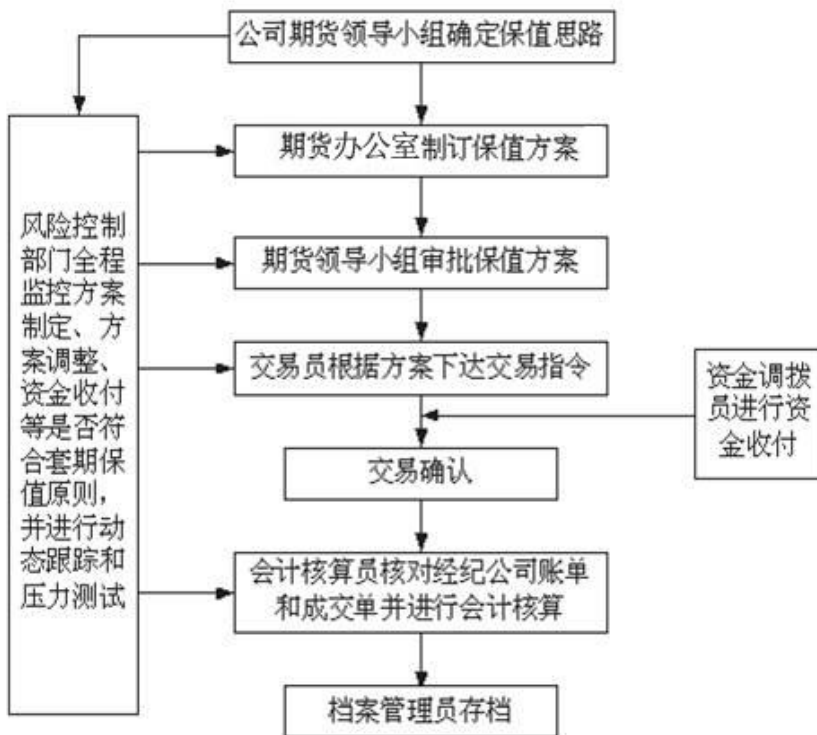 公司期货领导小组确定保值思路
期货办公室制订保值方案
期货领导小组审批保值方案
交易员根据方案下达交易指令
交易确认
会计核算员核对经纪公司账单
和成交单并进行会计核算
档案管理员存档
风险控制
部门全程
监控方案
制定、方
案调整、
资金收付
等是否符
合套期保
值原则，
并进行动
态跟踪和
压力测试
资金调拨
员进行资
金收付